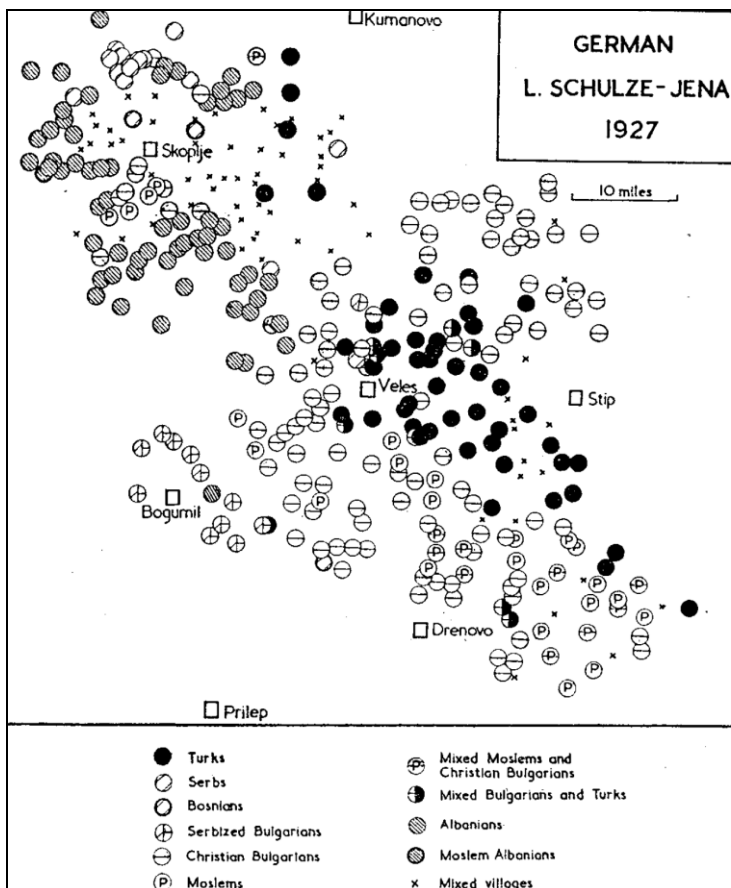 Kumanovo
GERMAN
L. SCHULZE-JENA
1927
10 miles
Skoplje
Veles
Stip
Bogumil
Drenovo
Prilep
Turks
Serbs
Bosnians
Serbized Bulgarians
Christian Bulgarians
P Moslems
P Mixed Moslems and
Christian Bulgarians
Mixed Bulgarians and Turks
Albanians
Moslem Albanians
x Mixed villages